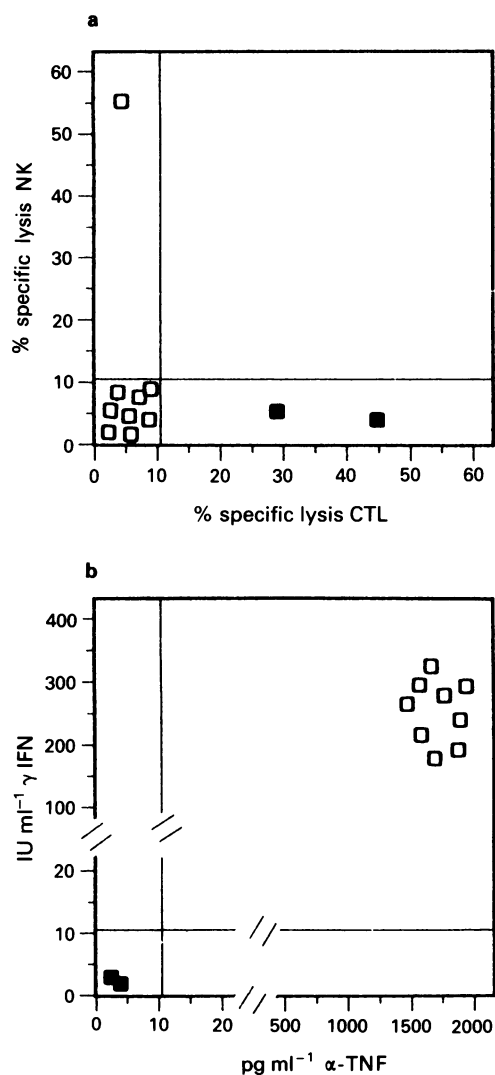 a
60
50
40
30
20
10
0
% specific lysis NK
0 10 20 30 40 50 60
% specific lysis CTL
b
400
300
200
100
20
10
0
IU ml⁻¹ γ IFN
0 10 20 500 1000 1500 2000
pg ml⁻¹ α-TNF